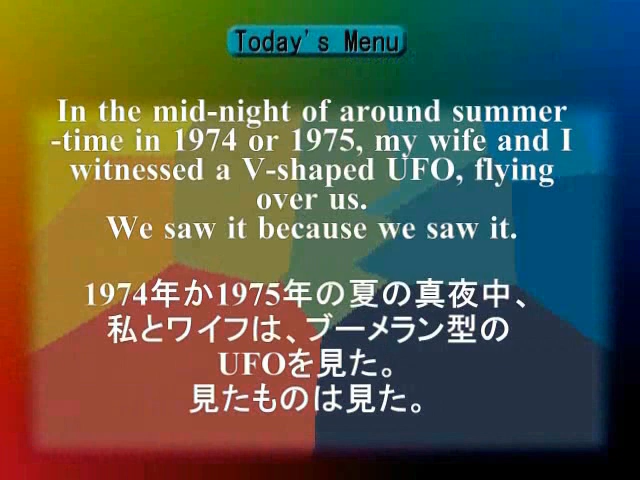 Today's Menu
In the mid-night of around summer
-time in 1974 or 1975, my wife and I
witnessed a V-shaped UFO, flying
over us.
We saw it because we saw it.
1974年か1975年の夏の真夜中、
私とワイフは、ブーメラン型の
UFOを見た。
見たものは見た。